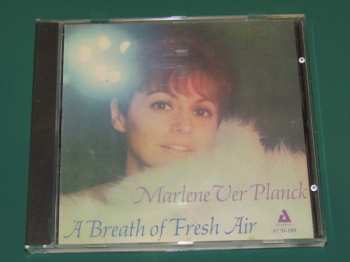 Marlene Ver Planck
A Breath of Fresh Air